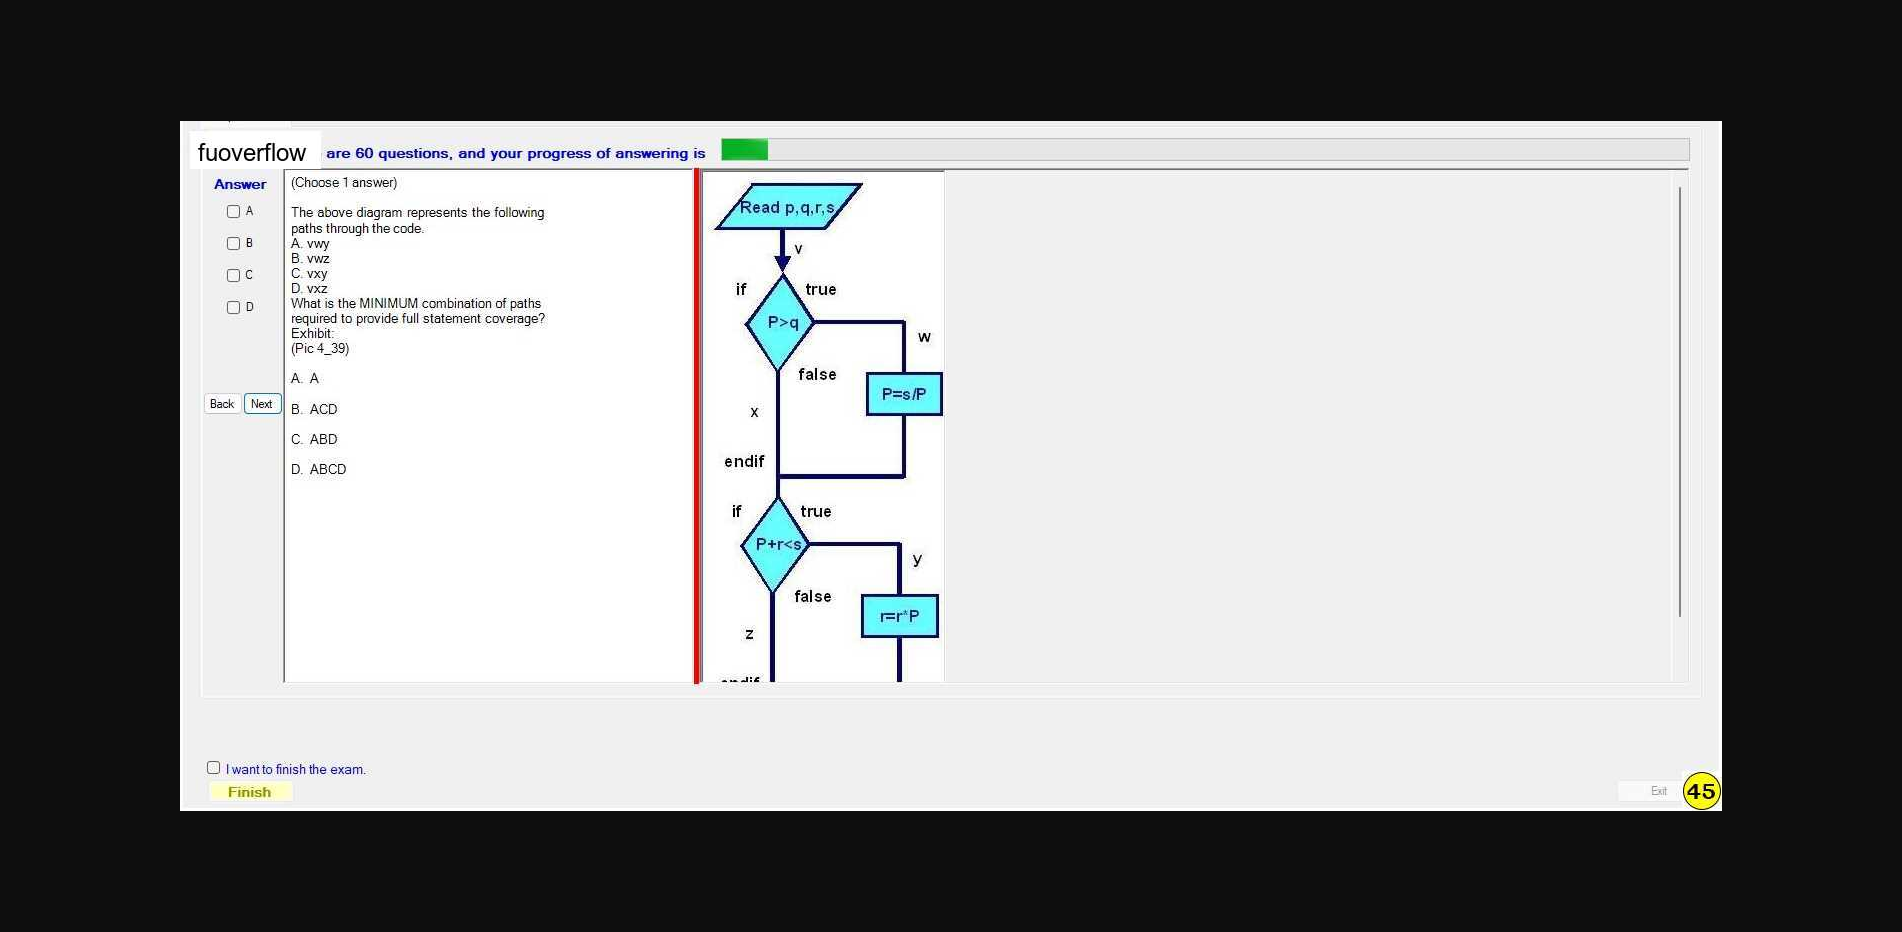 fuoverflow are 60 questions, and your progress of answering is
Answer
A
B
C
D
Back Next
(Choose 1 answer)
The above diagram represents the following
paths through the code.
A. vwy
B. vwz
C. vxy
D. vxz
What is the MINIMUM combination of paths
required to provide full statement coverage?
Exhibit:
(Pic 4_39)
A. A
B. ACD
C. ABD
D. ABCD
Read p,q,r,s
v
if true
P>q
w
false
P=s/P
x
endif
if true
P+r<s
y
false
r=r*P
z
endif
I want to finish the exam.
Finish
Exit 45